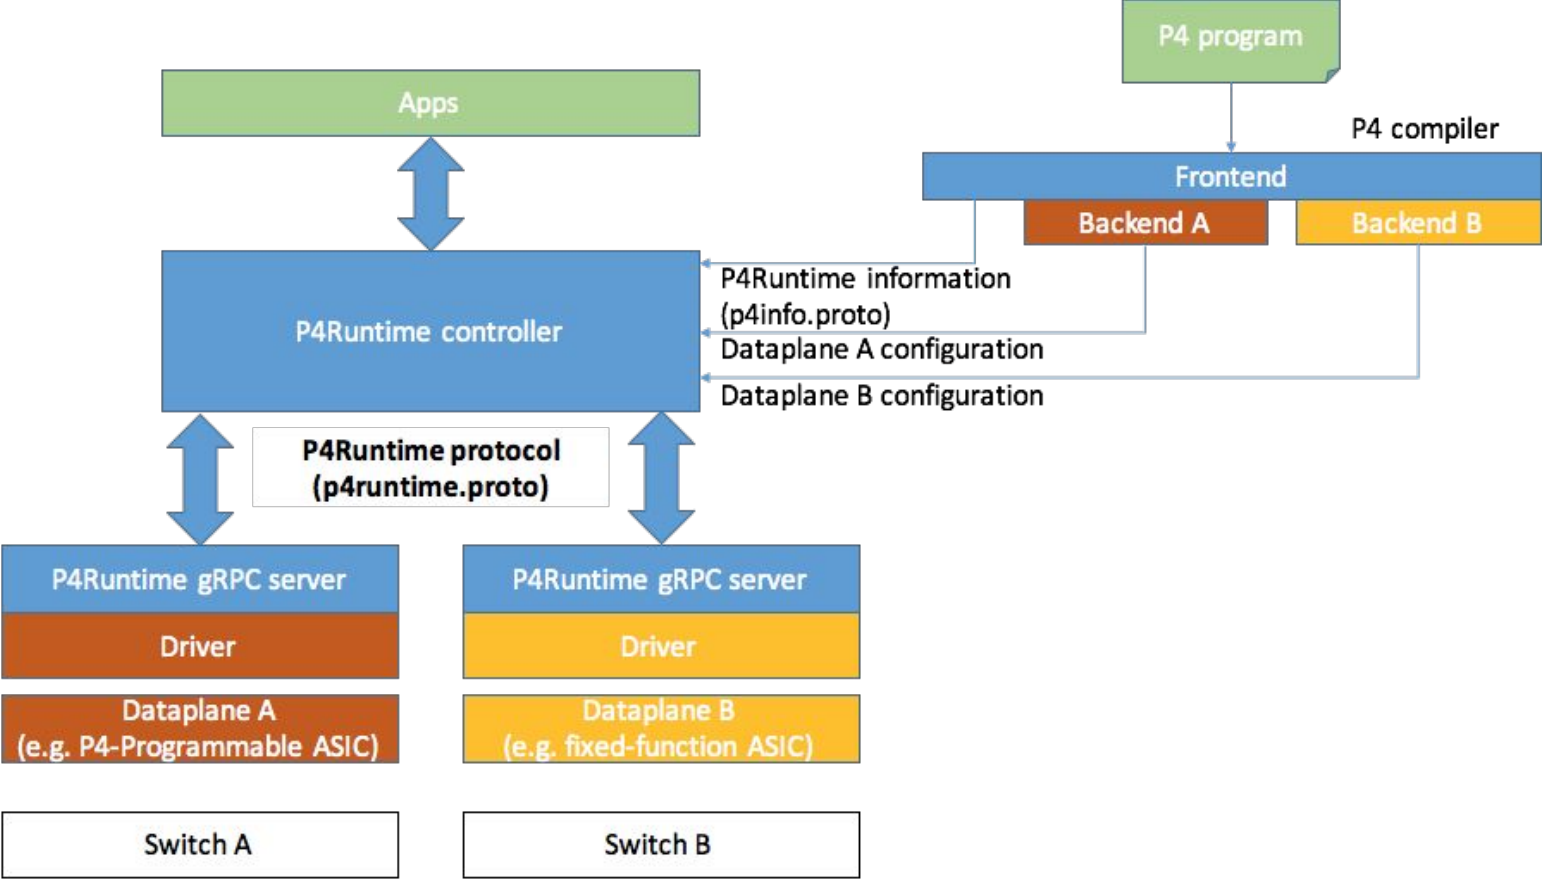 P4 program
Apps
P4 compiler
Frontend
Backend A
Backend B
P4Runtime information
(p4info.proto)
P4Runtime controller
Dataplane A configuration
Dataplane B configuration
P4Runtime protocol
(p4runtime.proto)
P4Runtime gRPC server
P4Runtime gRPC server
Driver
Driver
Dataplane A
(e.g. P4-Programmable ASIC)
Dataplane B
(e.g. fixed-function ASIC)
Switch A
Switch B